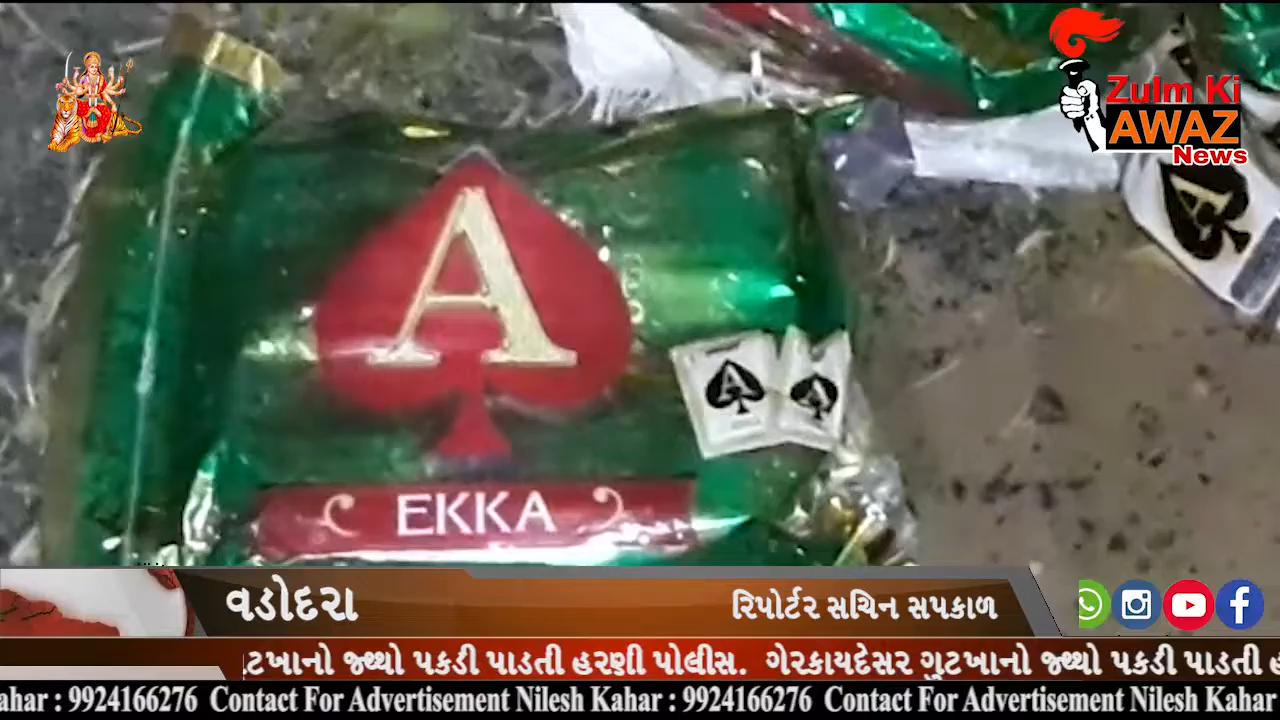 Zulm Ki
AWAZ
News
A
A
A
A
EKKA
વડોદરા
રિપોર્ટર સચિન સપકાળ
ગુટખાનો જથ્થો પકડી પાડતી હરણી પોલીસ. ગેરકાયદેસર ગુટખાનો જથ્થો પકડી પાડતી
ahar : 9924166276 Contact For Advertisement Nilesh Kahar : 9924166276 Contact For Advertisement Nilesh Kahar